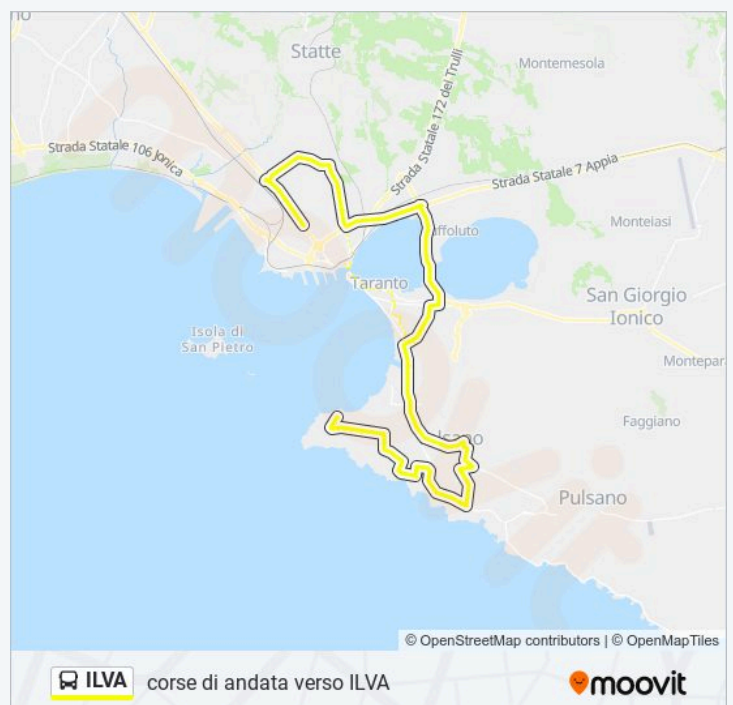 Statte
Montemesola
Strada Statale 172 dei Trulli
Strada Statale 106 Jonica
Strada Statale 7 Appia
Monteiasi
Taranto
San Giorgio
Ionico
Isola di
San Pietro
Montepar
Faggiano
Pulsano
© OpenStreetMap contributors | © OpenMapTiles
ILVA corse di andata verso ILVA moovit